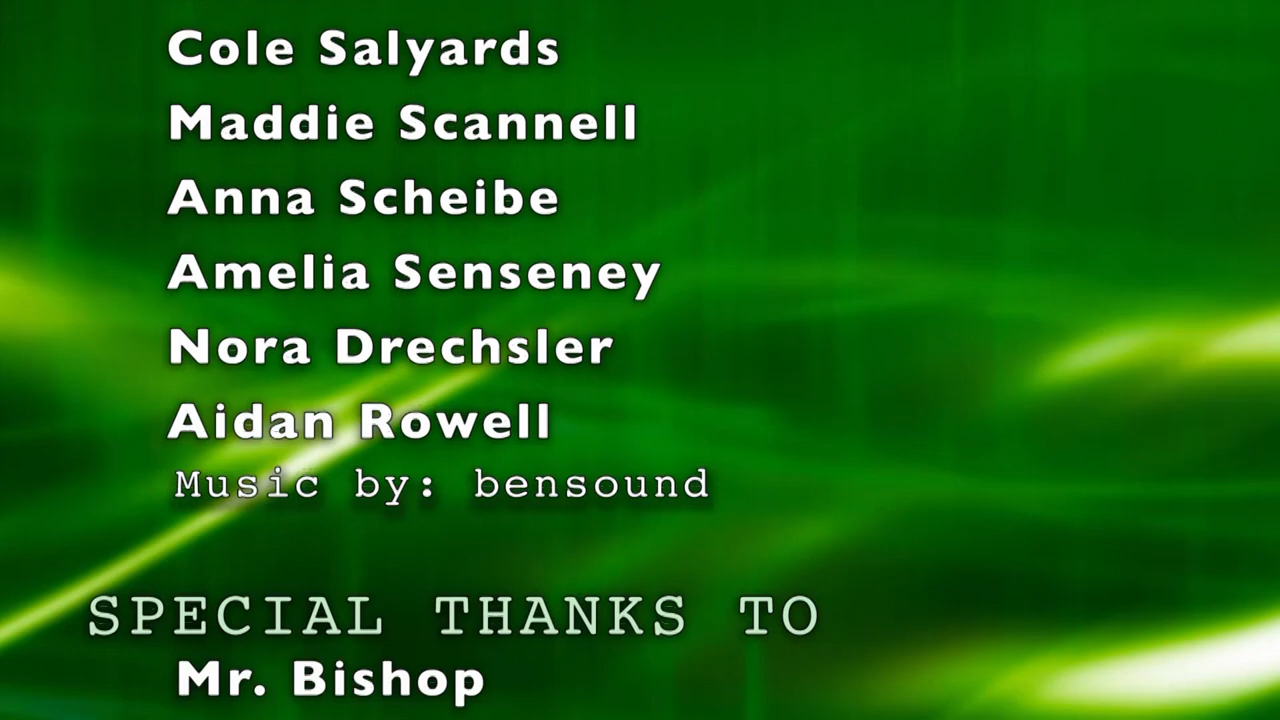 Cole Salyards
Maddie Scannell
Anna Scheibe
Amelia Senseney
Nora Drechsler
Aidan Rowell
Music by: bensound
SPECIAL THANKS TO
Mr. Bishop